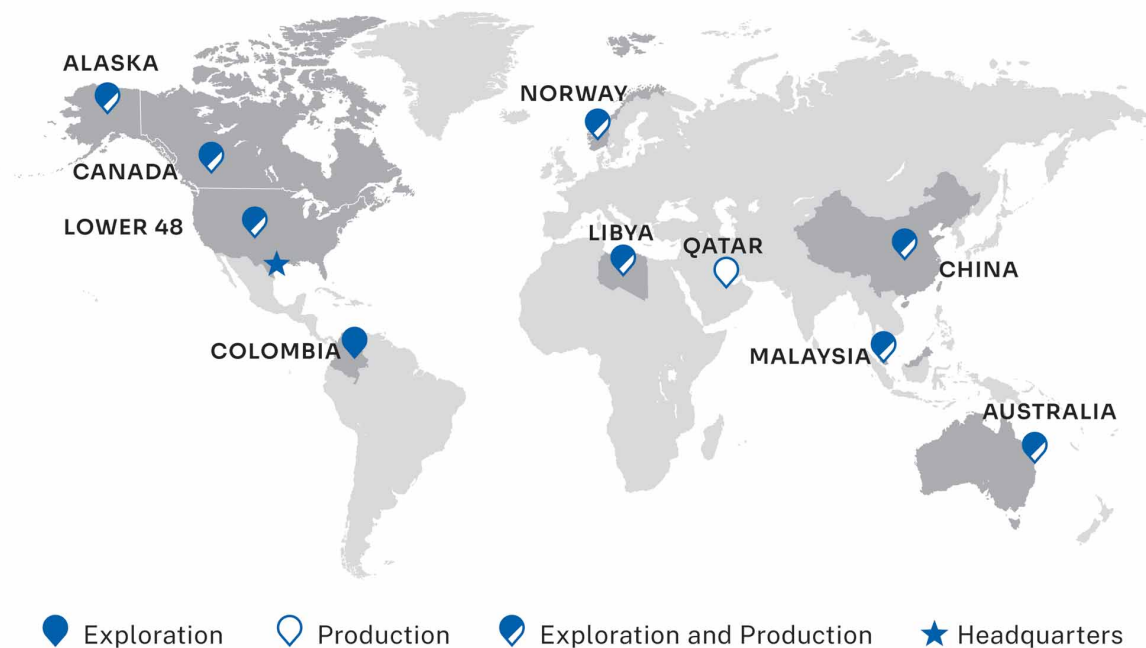 ALASKA
NORWAY
CANADA
LOWER 48
LIBYA
QATAR
CHINA
COLOMBIA
MALAYSIA
AUSTRALIA
Exploration
Production
Exploration and Production
Headquarters